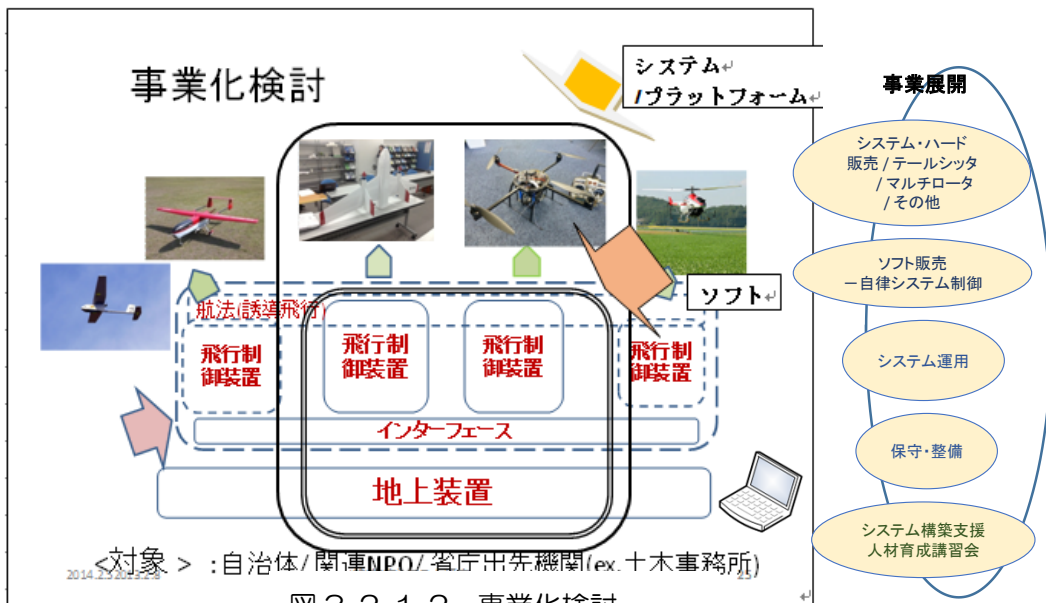 事業化検討
システム
/プラットフォーム
ソフト
航法(誘導飛行)
飛行制
御装置
飛行制
御装置
飛行制
御装置
飛行制
御装置
インターフェース
地上装置
<対象 > :自治体/関連NPO/省庁出先機関(ex.土木事務所)
25
事業化検討
事業展開
システム・ハード
販売 / テールシッタ
/ マルチロータ
/ その他
ソフト販売
－自律システム制御
システム運用
保守・整備
システム構築支援
人材育成講習会